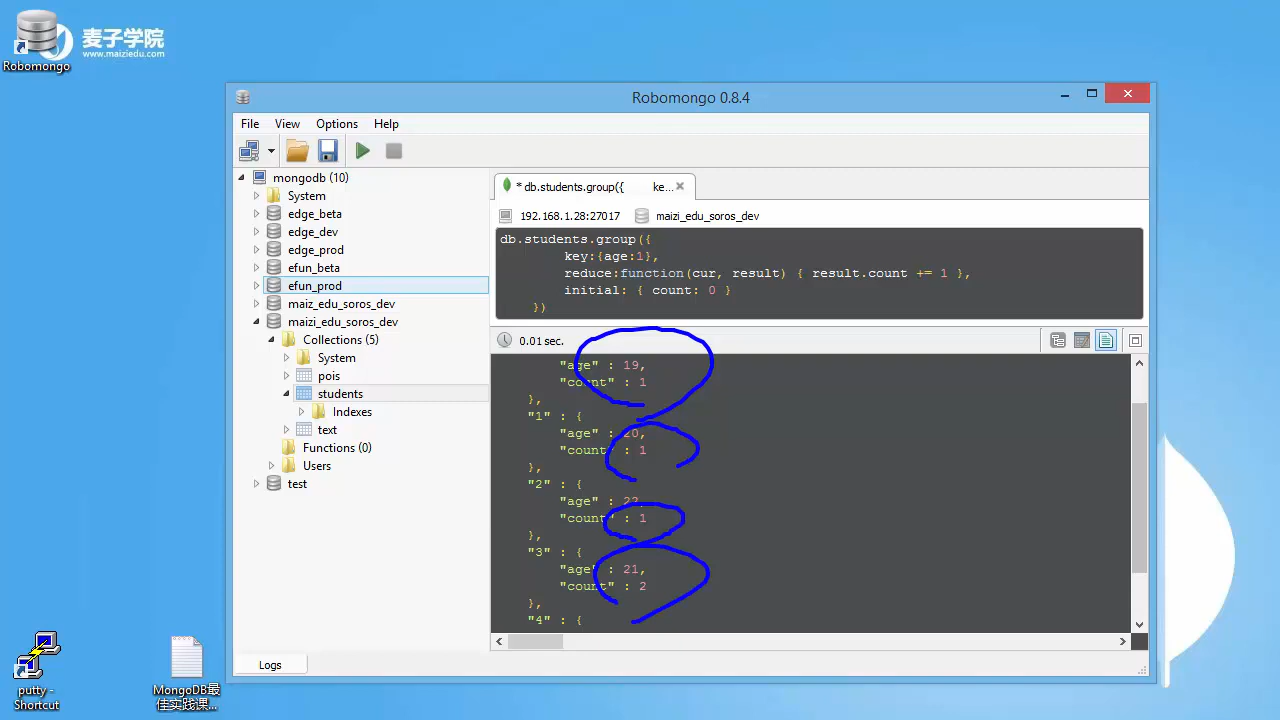 麦子学院
www.maiziedu.com
Robomongo
Robomongo 0.8.4
File View Options Help
mongodb (10)
System
edge_beta
edge_dev
edge_prod
efun_beta
efun_prod
maiz_edu_soros_dev
maizi_edu_soros_dev
Collections (5)
System
pois
students
Indexes
text
Functions (0)
Users
test
* db.students.group({ ke...
192.168.1.28:27017 maizi_edu_soros_dev
db.students.group({
key:{age:1},
reduce:function(cur, result) { result.count += 1 },
initial: { count: 0 }
})
0.01 sec.
"age" : 19,
"count" : 1
},
"1" : {
"age" : 20,
"count" : 1
},
"2" : {
"age" : 22,
"count" : 1
},
"3" : {
"age" : 21,
"count" : 2
},
"4" : {
Logs
putty -
Shortcut
MongoDB最
佳实践课...